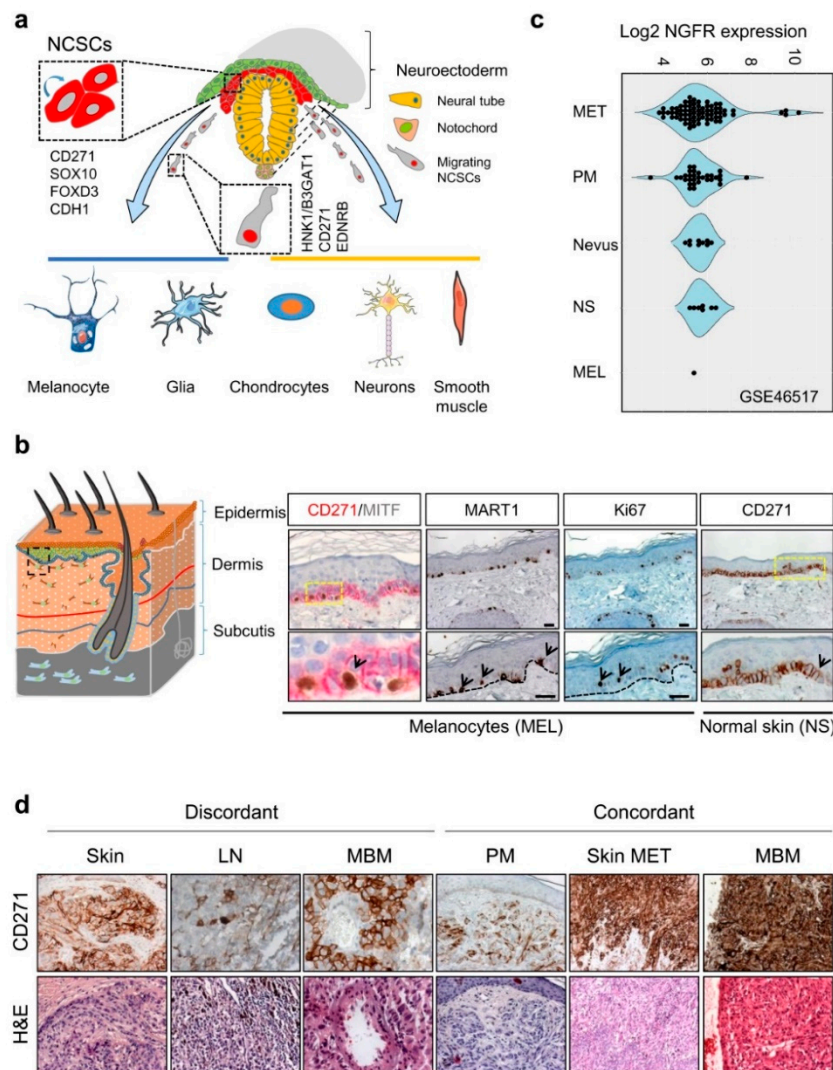 a
NCSCs
CD271
SOX10
FOXD3
CDH1
HNK1/B3GAT1
CD271
EDNRB
Neuroectoderm
Neural tube
Notochord
Migrating
NCSCs
Melanocyte
Glia
Chondrocytes
Neurons
Smooth
muscle
c
Log2 NGFR expression
4 6 8 10
MET
PM
Nevus
NS
MEL
GSE46517
b
Epidermis
Dermis
Subcutis
CD271/MITF
MART1
Ki67
CD271
Melanocytes (MEL)
Normal skin (NS)
d
Discordant
Concordant
Skin
LN
MBM
PM
Skin MET
MBM
CD271
H&E